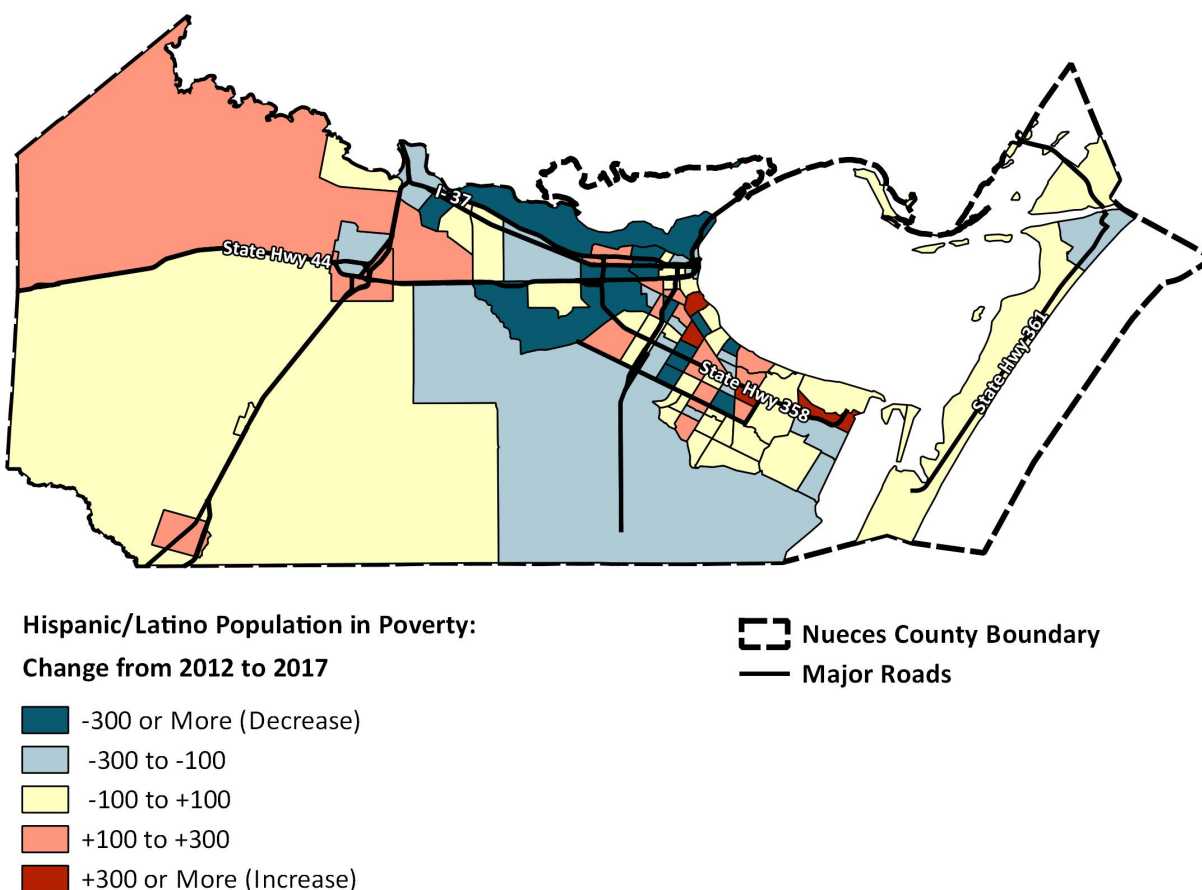 I- 37
State Hwy 44
State Hwy 361
State Hwy 358
Hispanic/Latino Population in Poverty:
Change from 2012 to 2017
-300 or More (Decrease)
-300 to -100
-100 to +100
+100 to +300
+300 or More (Increase)
Nueces County Boundary
Major Roads